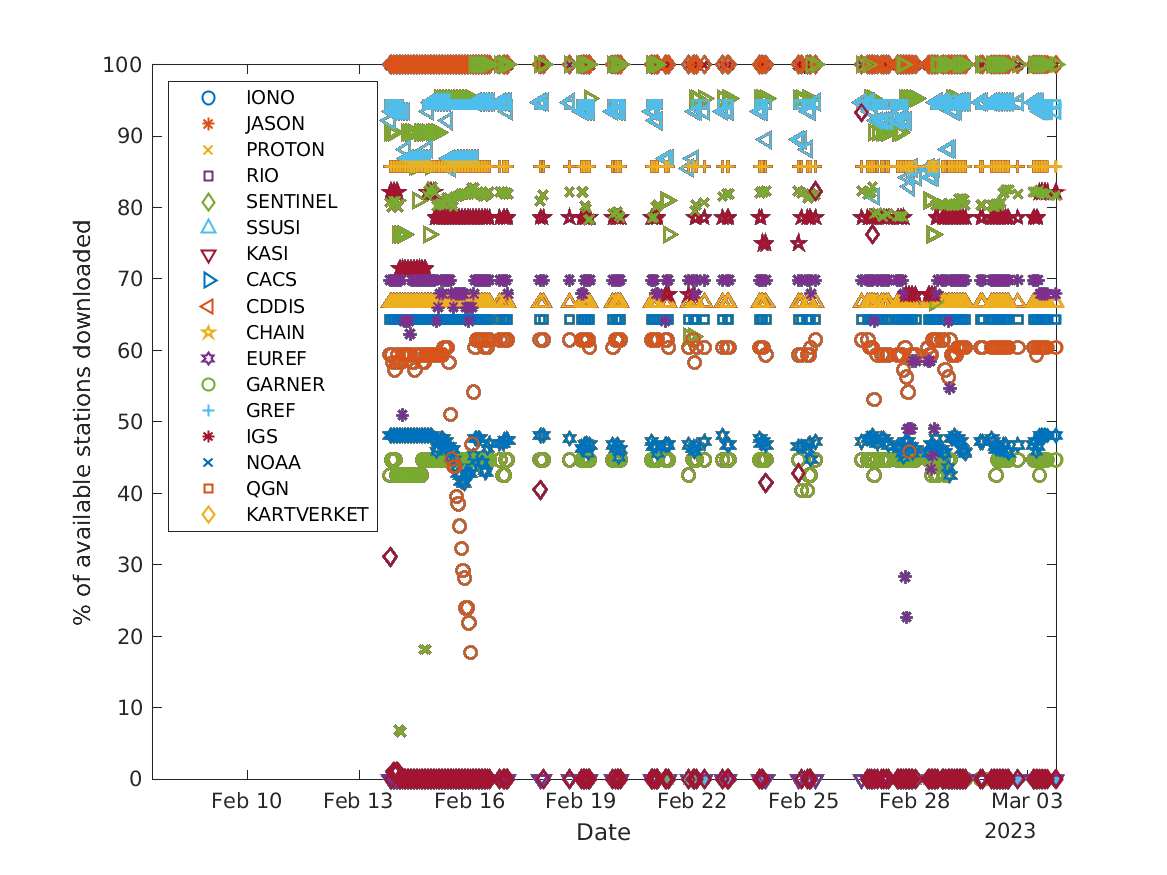 100
90
80
70
60
50
40
30
20
10
0
% of available stations downloaded
IONO
JASON
PROTON
RIO
SENTINEL
SSUSI
KASI
CACS
CDDIS
CHAIN
EUREF
GARNER
GREF
IGS
NOAA
QGN
KARTVERKET
Feb 10 Feb 13 Feb 16 Feb 19 Feb 22 Feb 25 Feb 28 Mar 03
2023
Date